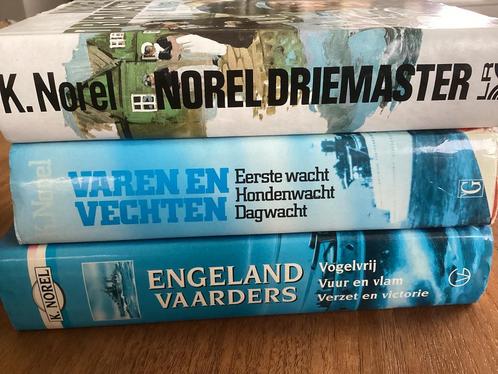 K. Norel NOREL DRIEMASTER
K. Norel
VAREN EN
VECHTEN
Eerste wacht
Hondenwacht
Dagwacht
G
K. NOREL
ENGELAND
VAARDERS
Vogelvrij
Vuur en vlam
Verzet en victorie
G